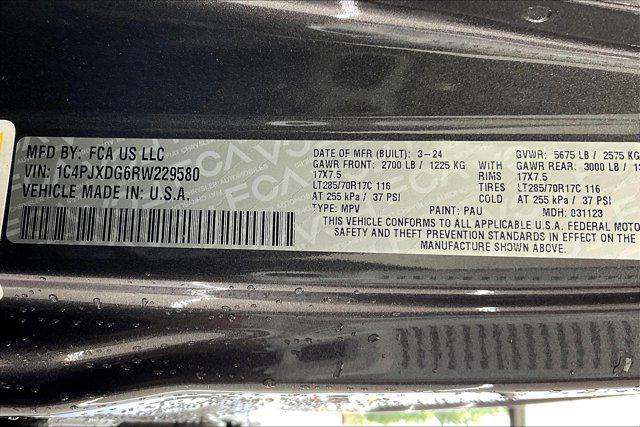 MFD BY: FCA US LLC
VIN: 1C4PJXDG6RW229580
VEHICLE MADE IN U.S.A.
DATE OF MFR (BUILT): 3-24 GVWR: 5675 LB / 2575 KG
GAWR FRONT: 2700 LB / 1225 KG WITH GAWR REAR: 3000 LB /
17X7.5 RIMS 17X7.5
LT285/70R17C 116 TIRES LT285/70R17C 116
AT 255 kPa / 37 PSI AT 255 kPa / 37 PSI
TYPE: MPV PAINT: PAU MDH: 031123
THIS VEHICLE CONFORMS TO ALL APPLICABLE U.S.A. FEDERAL MOTO
SAFETY AND THEFT PREVENTION STANDARDS IN EFFECT ON THE
MANUFACTURE SHOWN ABOVE.